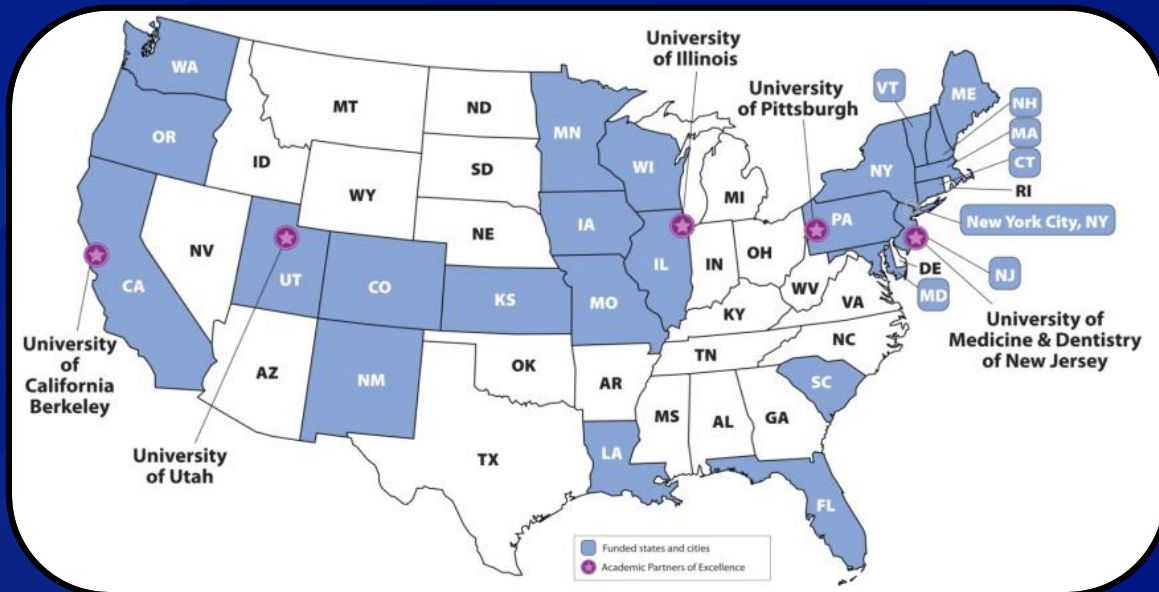 University
of Illinois
University
of Pittsburgh
WA
MT
ND
MN
VT
ME
NH
OR
MA
ID
SD
WI
NY
CT
WY
MI
RI
IA
PA
New York City, NY
NE
NV
OH
IL
IN
DE
UT
CO
NJ
CA
KS
MO
WV
MD
VA
KY
University of
Medicine & Dentistry
of New Jersey
University
of
California
Berkeley
NC
TN
OK
AZ
NM
AR
SC
MS
AL
GA
University
of Utah
LA
TX
FL
Funded states and cities
Academic Partners of Excellence